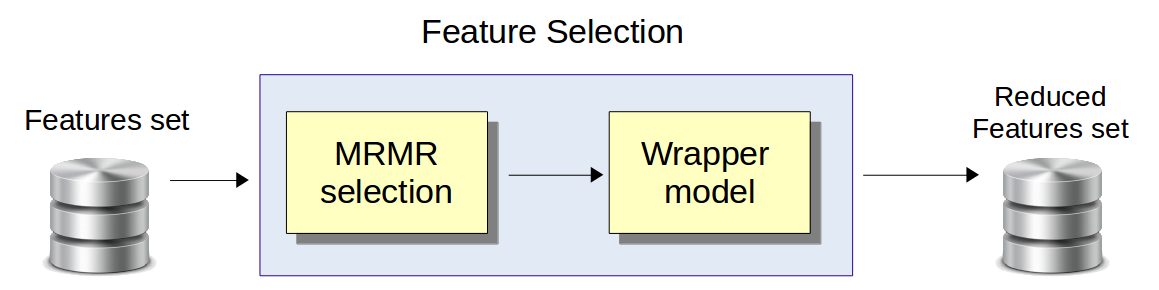 Feature Selection
Features set
MRMR
selection
Wrapper
model
Reduced
Features set